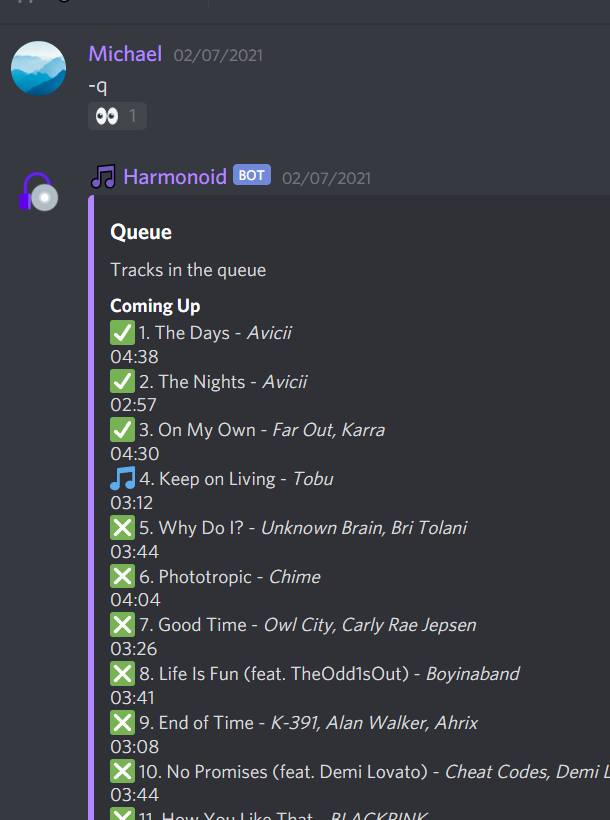 Michael 02/07/2021
-q
1
Harmonoid BOT 02/07/2021
Queue
Tracks in the queue
Coming Up
1. The Days - Avicii
04:38
2. The Nights - Avicii
02:57
3. On My Own - Far Out, Karra
04:30
4. Keep on Living - Tobu
03:12
5. Why Do I? - Unknown Brain, Bri Tolani
03:44
6. Phototropic - Chime
04:04
7. Good Time - Owl City, Carly Rae Jepsen
03:26
8. Life Is Fun (feat. TheOdd1sOut) - Boyinaband
03:41
9. End of Time - K-391, Alan Walker, Ahrix
03:08
10. No Promises (feat. Demi Lovato) - Cheat Codes, Demi L
03:44
11. How You Like That - BLACKPINK